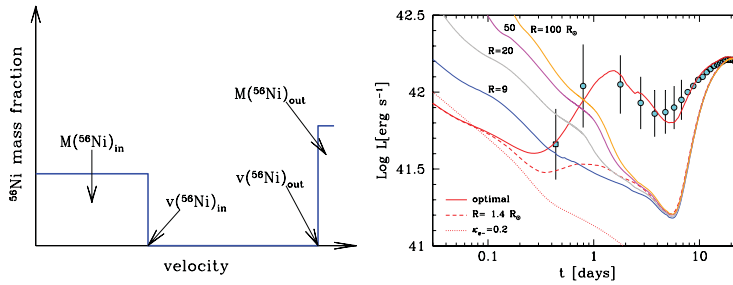 ⁵⁶Ni mass fraction
M(⁵⁶Ni)in
M(⁵⁶Ni)out
v(⁵⁶Ni)in
v(⁵⁶Ni)out
velocity
Log L[erg s⁻¹]
42.5
42
41.5
41
50
R=100 R⊙
R=20
R=9
optimal
R= 1.4 R⊙
κe-=0.2
0.1
1
10
t [days]